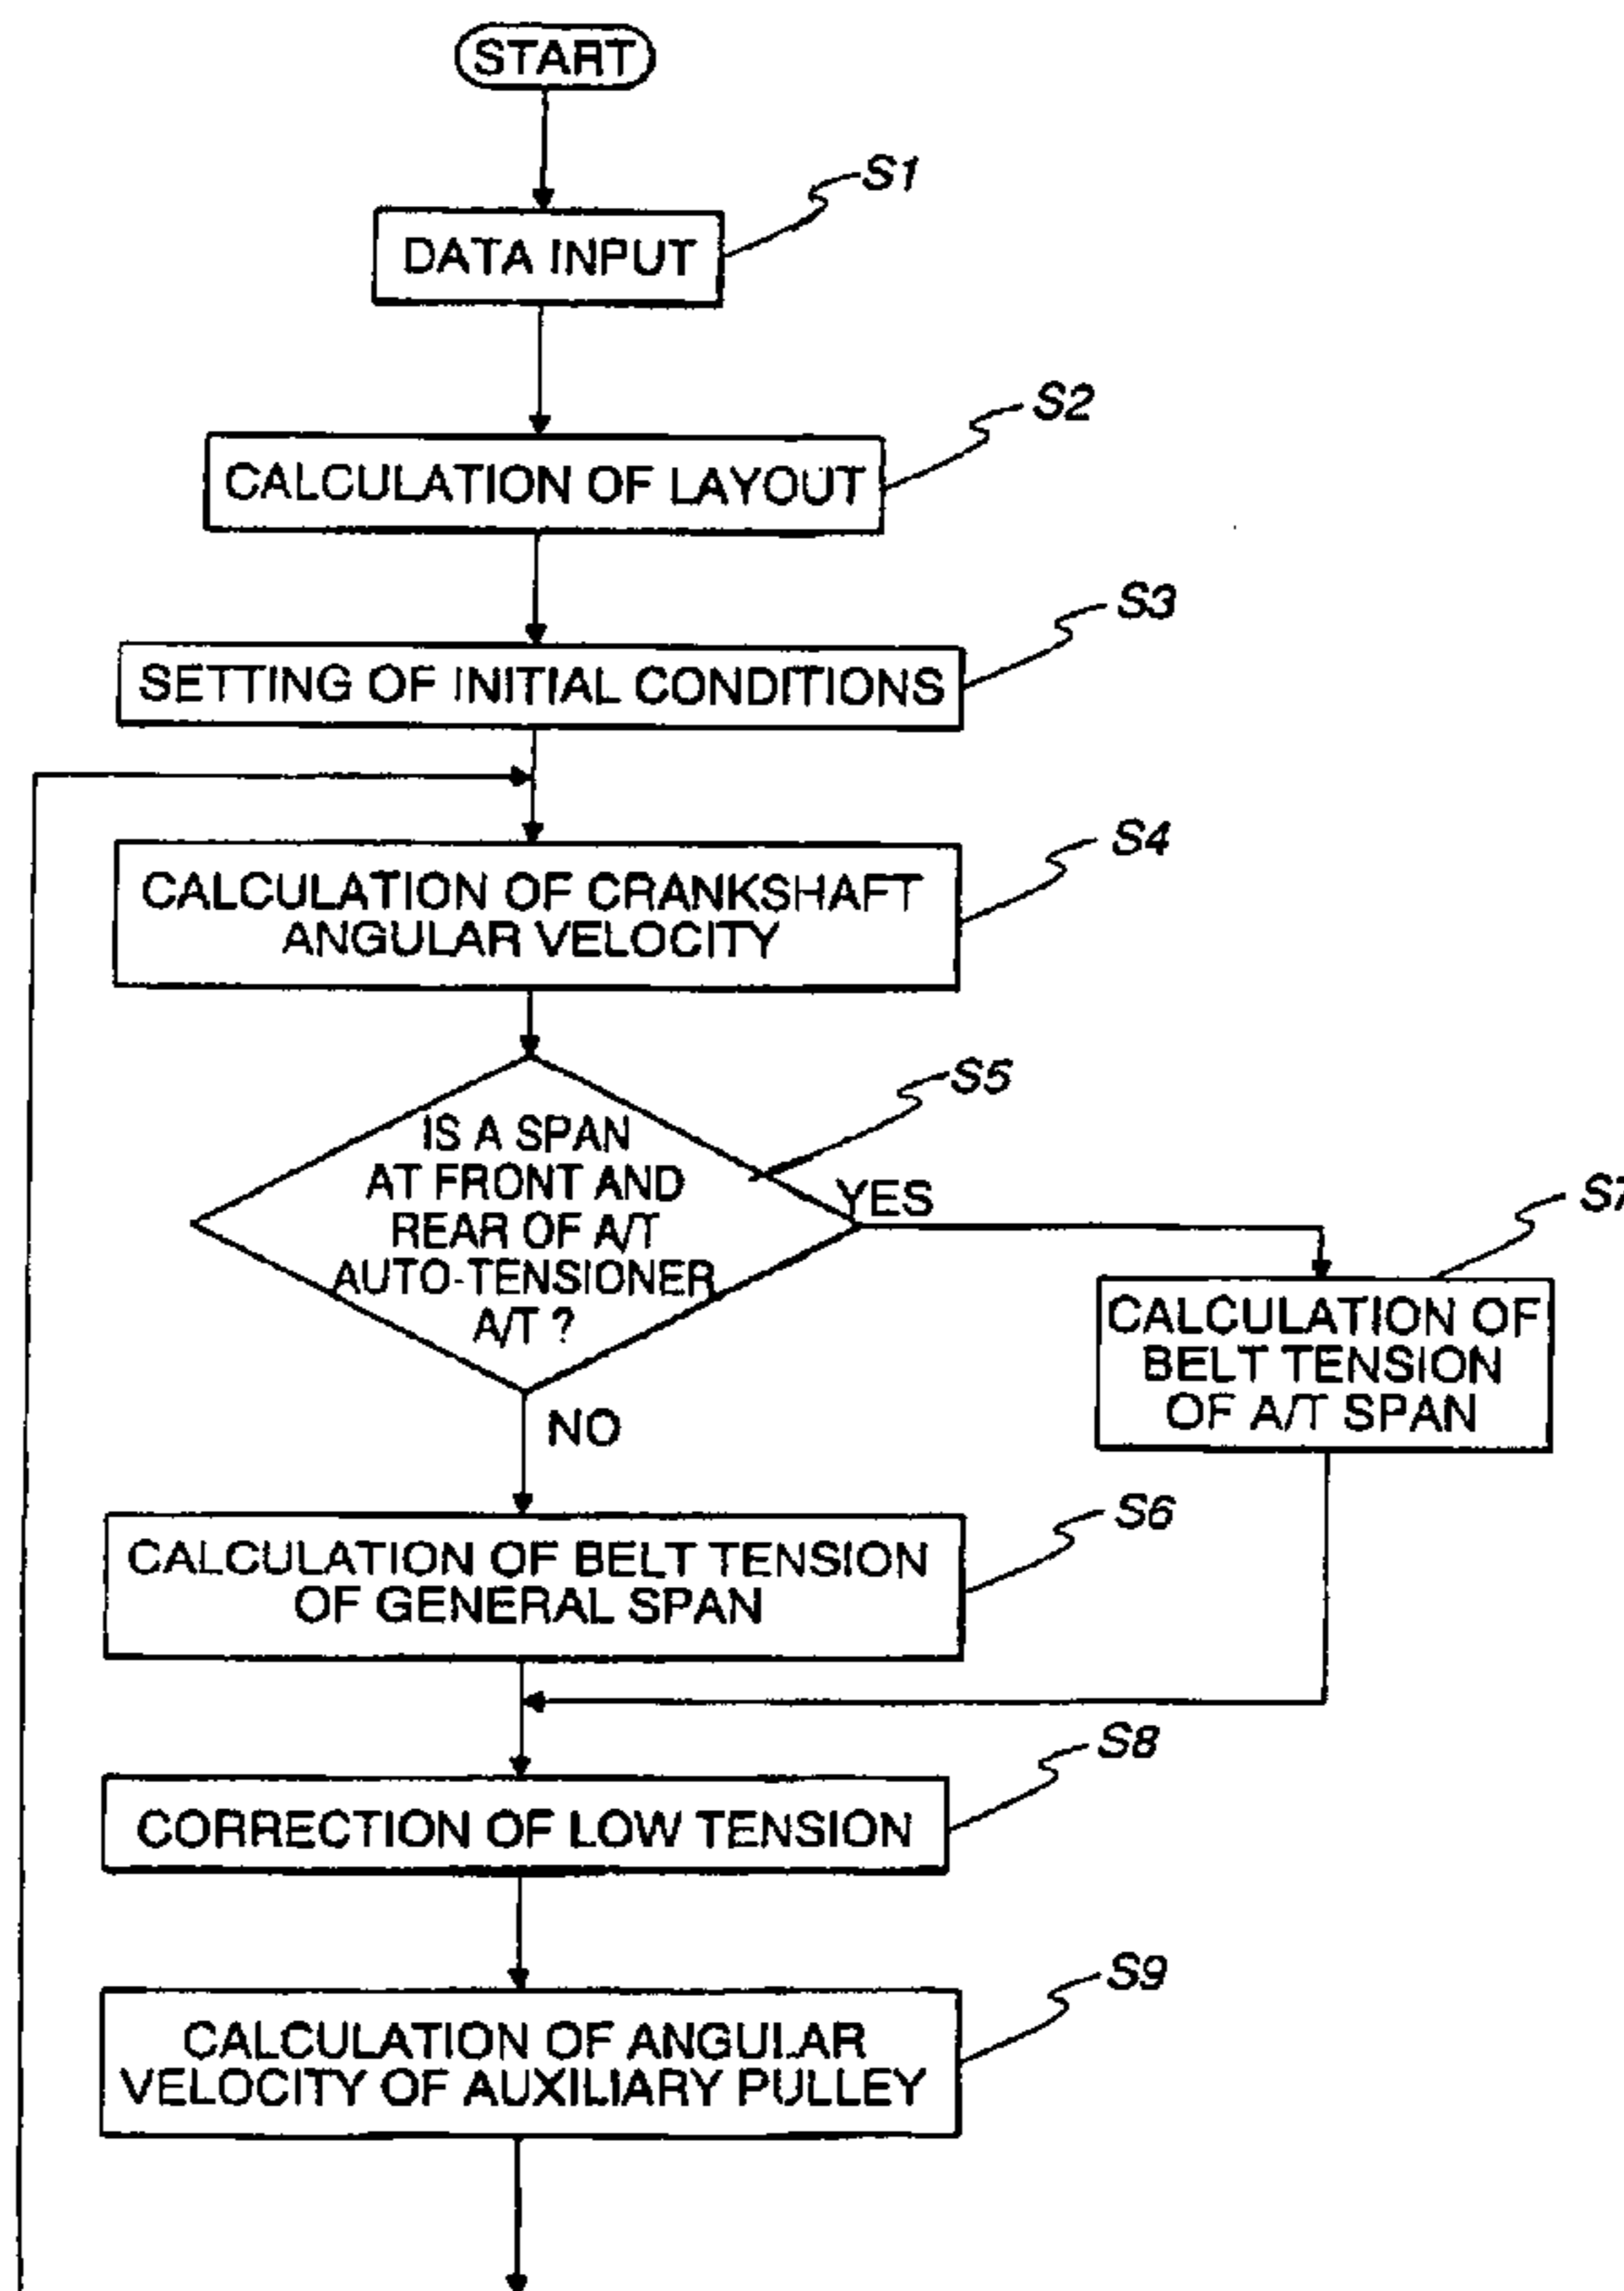 START
S1
DATA INPUT
S2
CALCULATION OF LAYOUT
S3
SETTING OF INITIAL CONDITIONS
S4
CALCULATION OF CRANKSHAFT
ANGULAR VELOCITY
S5
IS A SPAN
AT FRONT AND
REAR OF A/T
AUTO-TENSIONER
A/T ?
YES
S7
CALCULATION OF
BELT TENSION
OF A/T SPAN
NO
S6
CALCULATION OF BELT TENSION
OF GENERAL SPAN
S8
CORRECTION OF LOW TENSION
S9
CALCULATION OF ANGULAR
VELOCITY OF AUXILIARY PULLEY